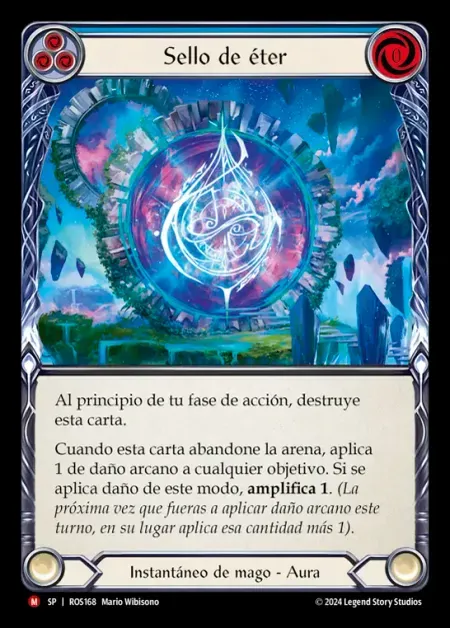 Sello de éter
0
Al principio de tu fase de acción, destruye
esta carta.
Cuando esta carta abandone la arena, aplica
1 de daño arcano a cualquier objetivo. Si se
aplica daño de este modo, amplifica 1. (La
próxima vez que fueras a aplicar daño arcano este
turno, en su lugar aplica esa cantidad más 1).
Instantáneo de mago - Aura
M SP | ROS168 Mario Wibisono © 2024 Legend Story Studios